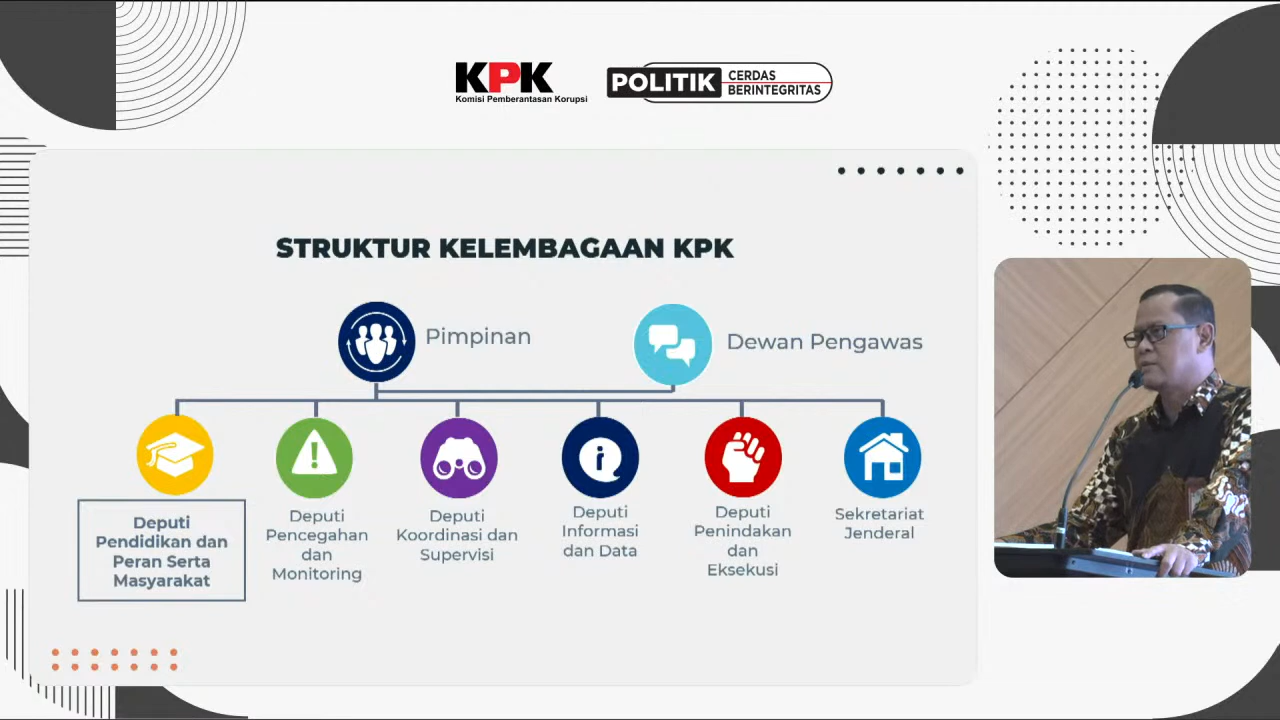 KPK
Komisi Pemberantasan Korupsi
POLITIK
CERDAS
BERINTEGRITAS
STRUKTUR KELEMBAGAAN KPK
Pimpinan
Dewan Pengawas
Deputi
Pendidikan dan
Peran Serta
Masyarakat
Deputi
Pencegahan
dan
Monitoring
Deputi
Koordinasi dan
Supervisi
Deputi
Informasi
dan Data
Deputi
Penindakan
dan
Eksekusi
Sekretariat
Jenderal